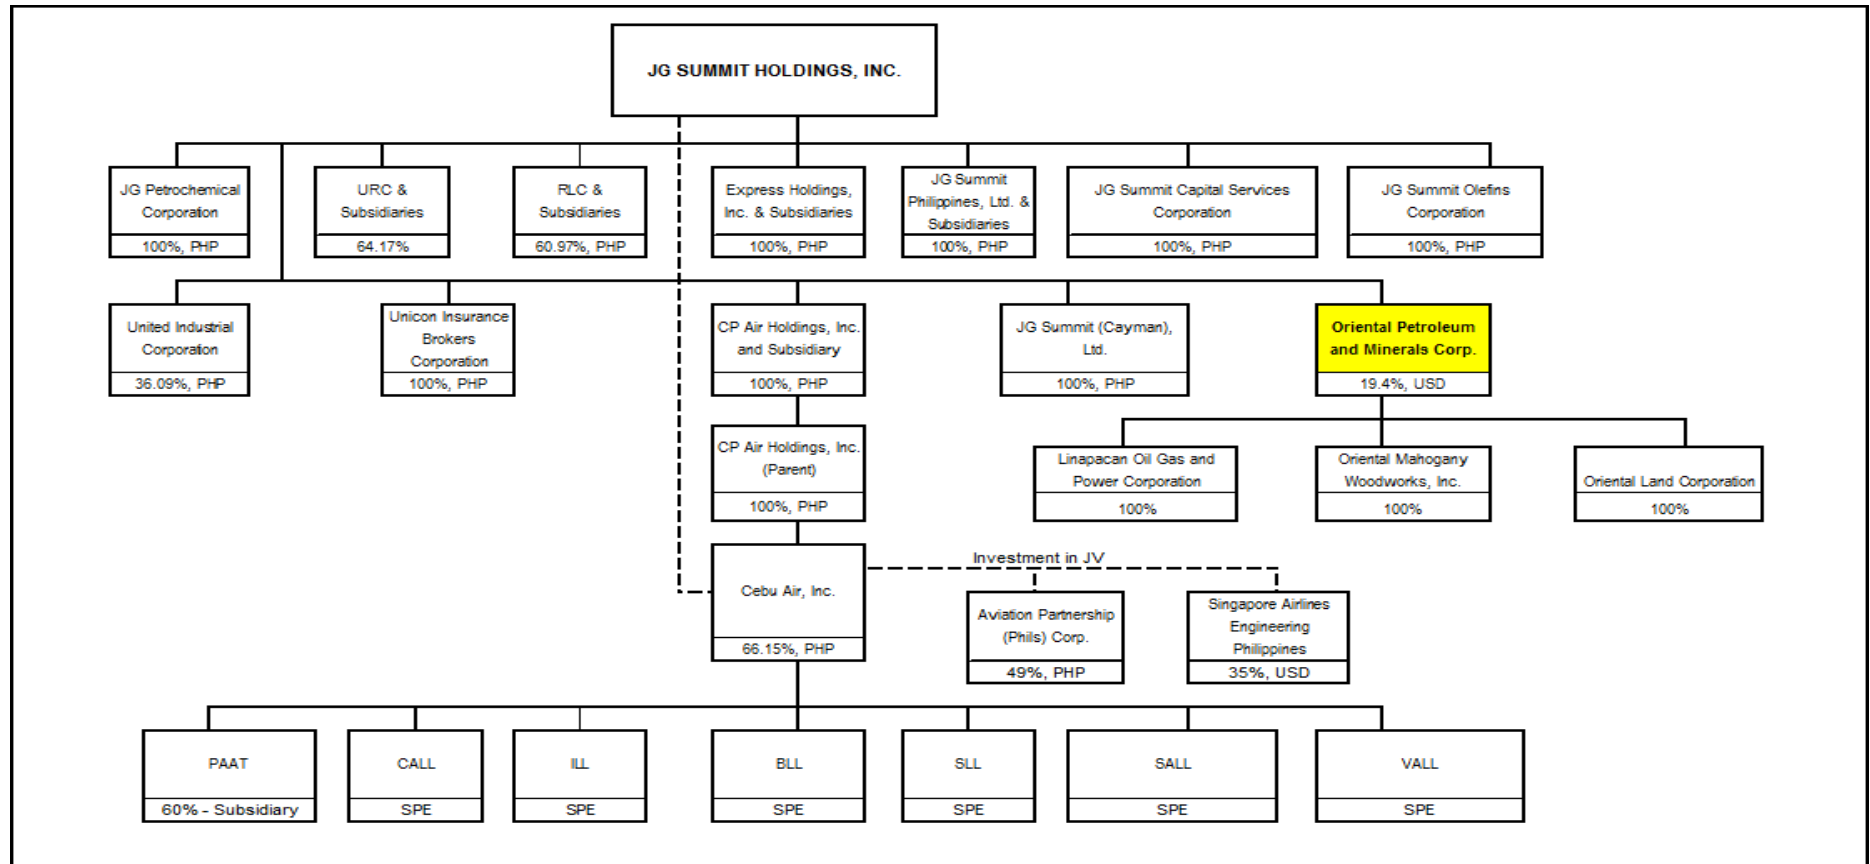 JG SUMMIT HOLDINGS, INC.
JG Petrochemical
Corporation
100%, PHP
URC &
Subsidiaries
64.17%
RLC &
Subsidiaries
60.97%, PHP
Express Holdings,
Inc. & Subsidiaries
100%, PHP
JG Summit
Philippines, Ltd. &
Subsidiaries
100%, PHP
JG Summit Capital Services
Corporation
100%, PHP
JG Summit Olefins
Corporation
100%, PHP
United Industrial
Corporation
36.09%, PHP
Unicon Insurance
Brokers
Corporation
100%, PHP
CP Air Holdings, Inc.
and Subsidiary
100%, PHP
JG Summit (Cayman),
Ltd.
100%, PHP
Oriental Petroleum
and Minerals Corp.
19.4%, USD
CP Air Holdings, Inc.
(Parent)
100%, PHP
Linapacan Oil Gas and
Power Corporation
100%
Oriental Mahogany
Woodworks, Inc.
100%
Oriental Land Corporation
100%
Cebu Air, Inc.
66.15%, PHP
Investment in JV
Aviation Partnership
(Phils) Corp.
49%, PHP
Singapore Airlines
Engineering
Philippines
35%, USD
PAAT
60% - Subsidiary
CALL
SPE
ILL
SPE
BLL
SPE
SLL
SPE
SALL
SPE
VALL
SPE